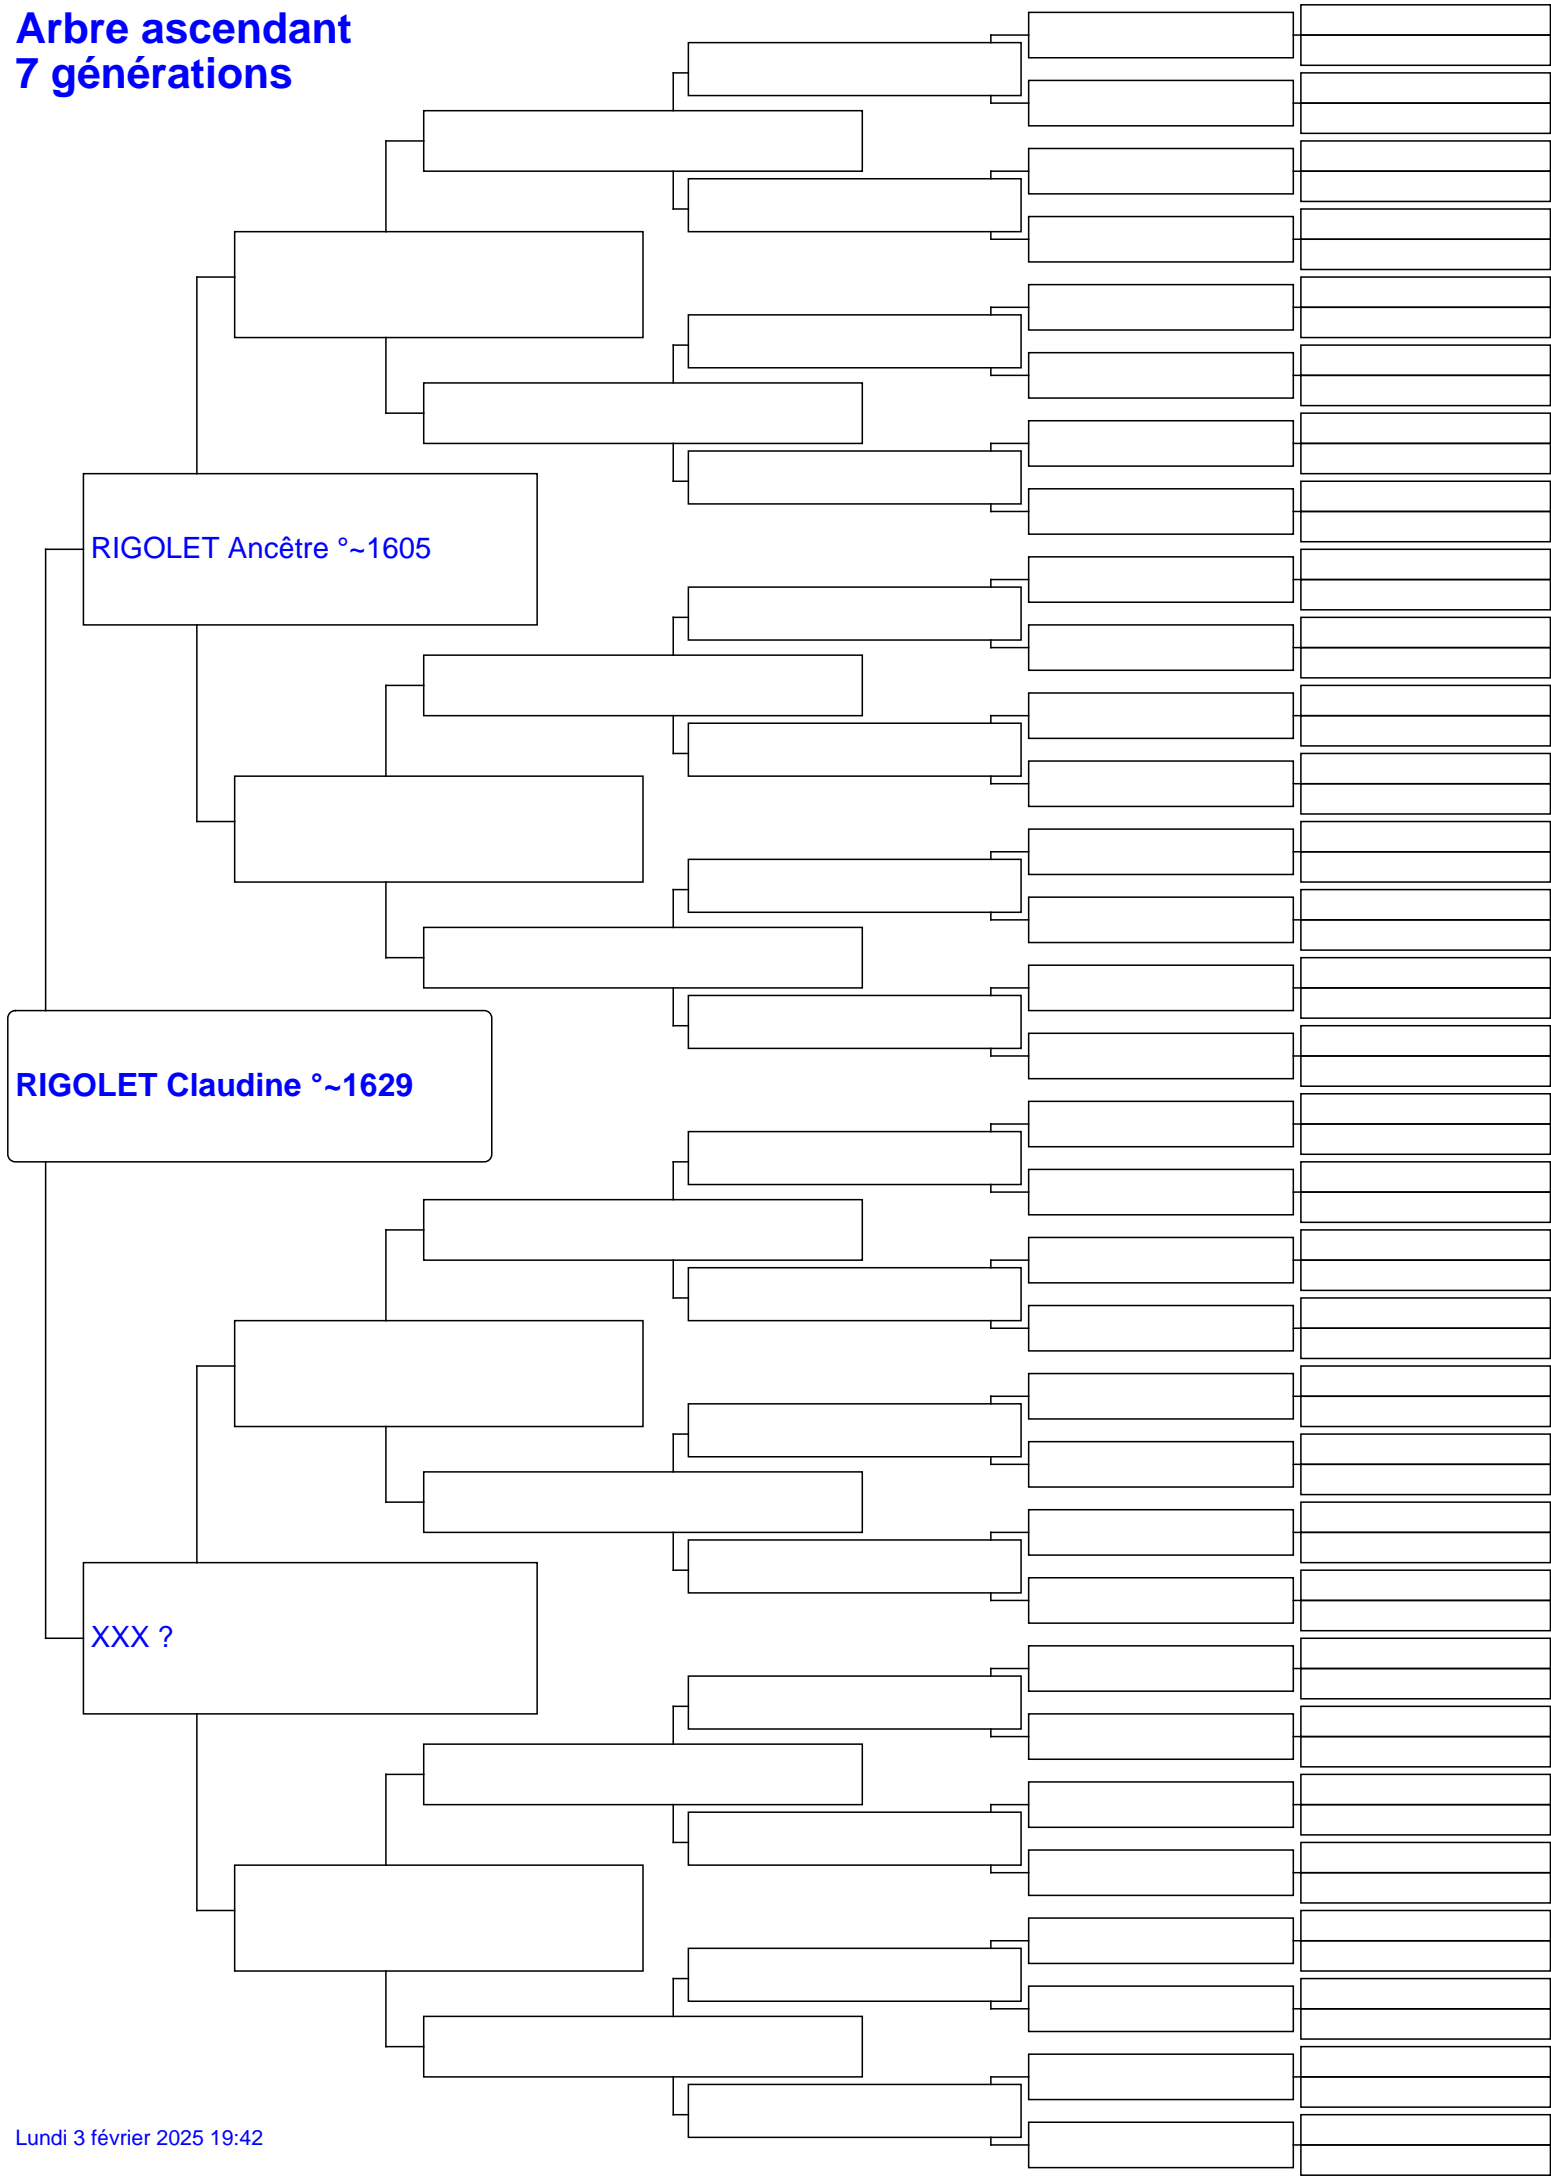 Arbre ascendant
7 générations
RIGOLET Ancêtre °~1605
RIGOLET Claudine °~1629
XXX ?
Lundi 3 février 2025 19:42